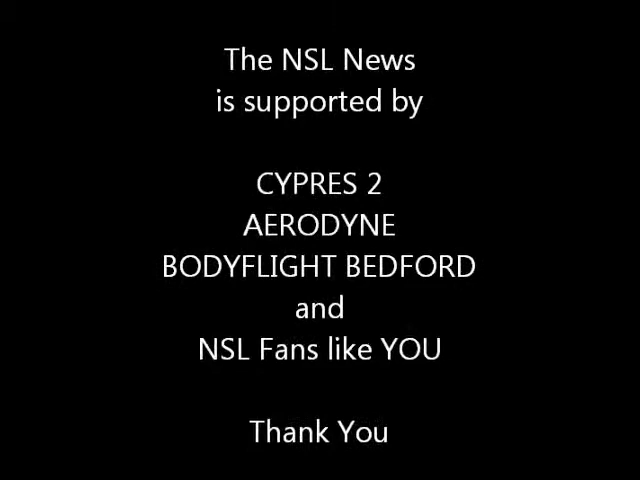 The NSL News
is supported by
CYPRES 2
AERODYNE
BODYFLIGHT BEDFORD
and
NSL Fans like YOU
Thank You